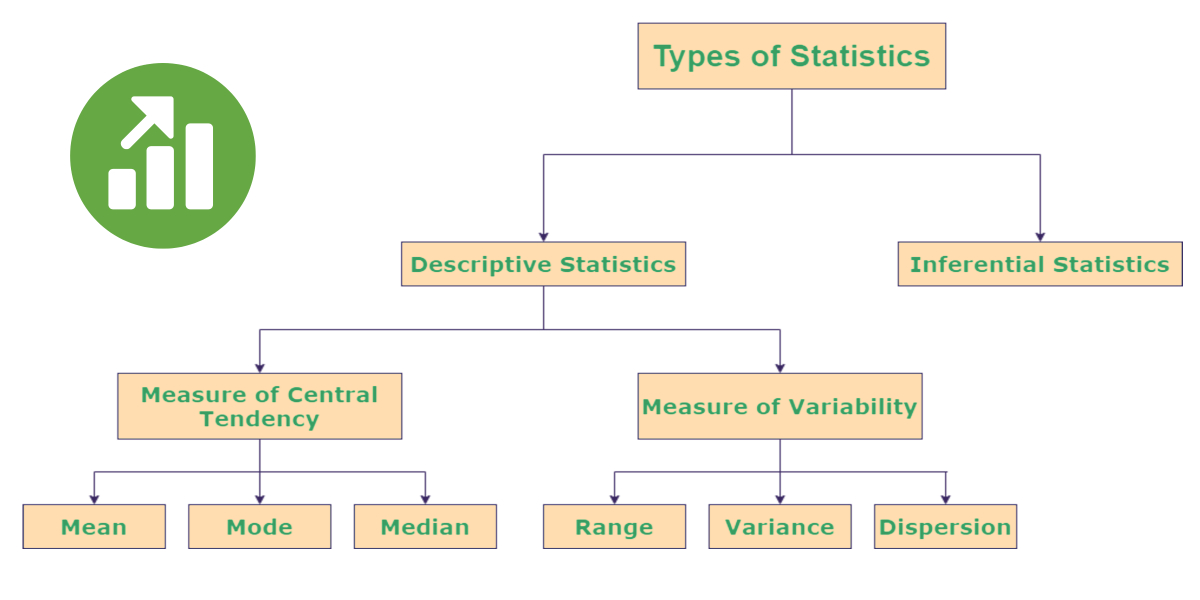 Types of Statistics
Descriptive Statistics
Inferential Statistics
Measure of Central
Tendency
Measure of Variability
Mean
Mode
Median
Range
Variance
Dispersion